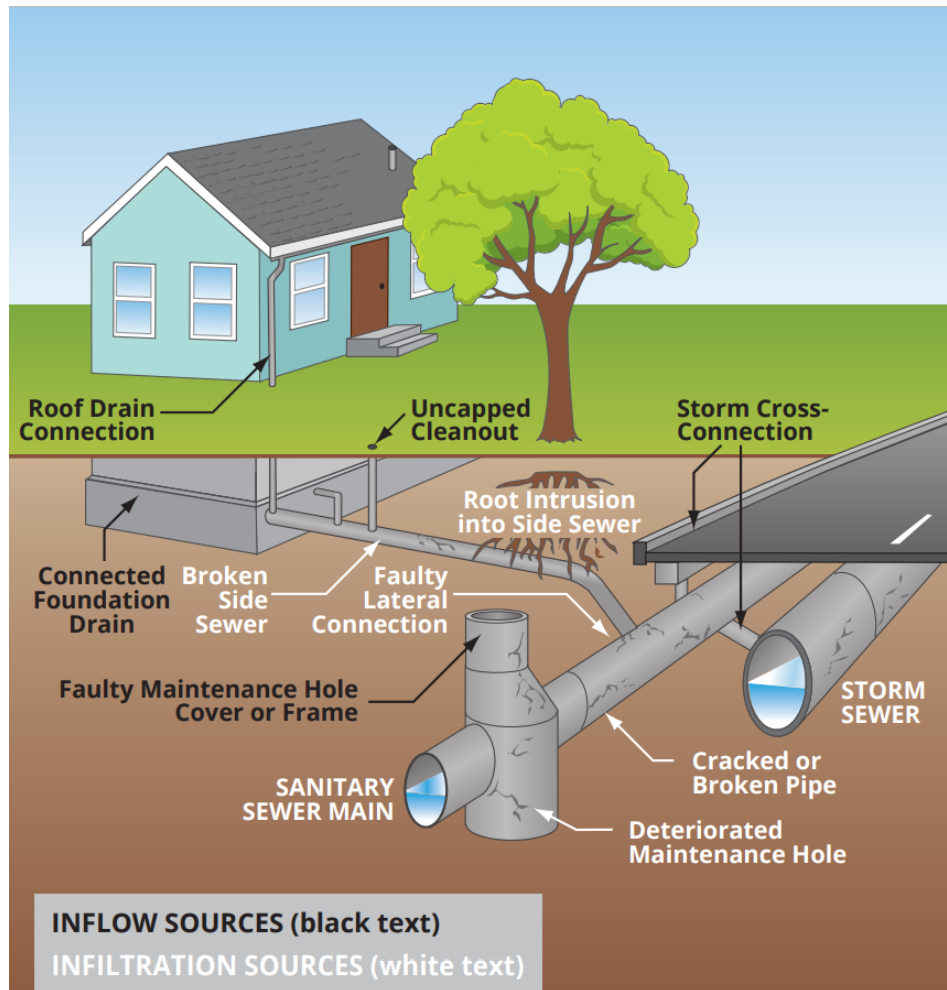 Roof Drain
Connection
Uncapped
Cleanout
Storm Cross-
Connection
Root Intrusion
into Side Sewer
Connected
Foundation
Drain
Broken
Side
Sewer
Faulty
Lateral
Connection
Faulty Maintenance Hole
Cover or Frame
STORM
SEWER
SANITARY
SEWER MAIN
Cracked or
Broken Pipe
Deteriorated
Maintenance Hole
INFLOW SOURCES (black text)
INFILTRATION SOURCES (white text)